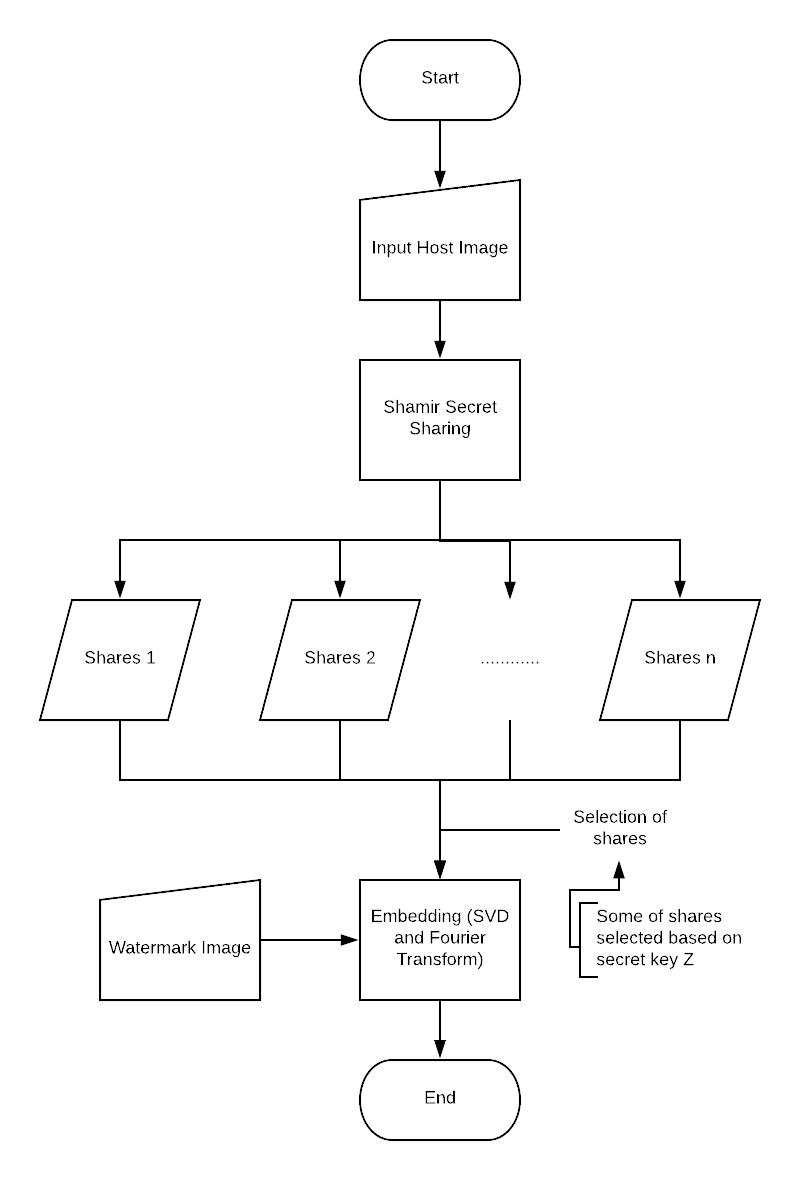 Start
Input Host Image
Shamir Secret
Sharing
Shares 1
Shares 2
............
Shares n
Selection of
shares
Watermark Image
Embedding (SVD
and Fourier
Transform)
Some of shares
selected based on
secret key Z
End